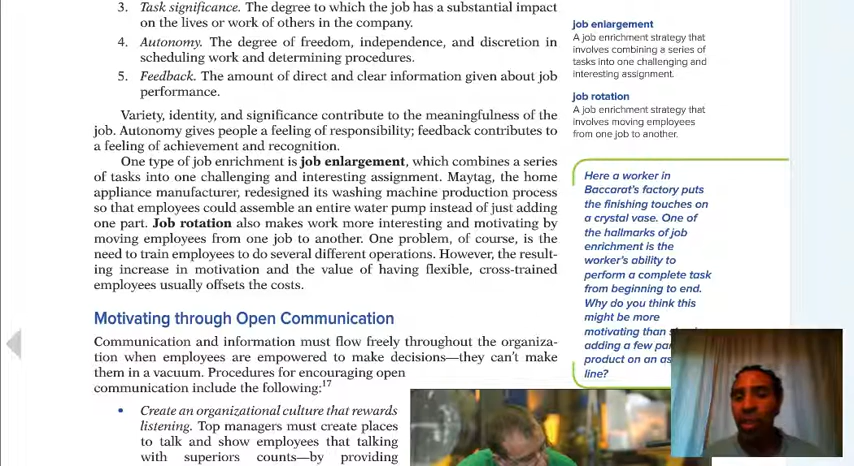 3. Task significance. The degree to which the job has a substantial impact
on the lives or work of others in the company.
4. Autonomy. The degree of freedom, independence, and discretion in
scheduling work and determining procedures.
5. Feedback. The amount of direct and clear information given about job
performance.
Variety, identity, and significance contribute to the meaningfulness of the
job. Autonomy gives people a feeling of responsibility; feedback contributes to
a feeling of achievement and recognition.
One type of job enrichment is job enlargement, which combines a series
of tasks into one challenging and interesting assignment. Maytag, the home
appliance manufacturer, redesigned its washing machine production process
so that employees could assemble an entire water pump instead of just adding
one part. Job rotation also makes work more interesting and motivating by
moving employees from one job to another. One problem, of course, is the
need to train employees to do several different operations. However, the result-
ing increase in motivation and the value of having flexible, cross-trained
employees usually offsets the costs.
Motivating through Open Communication
Communication and information must flow freely throughout the organiza-
tion when employees are empowered to make decisions—they can't make
them in a vacuum. Procedures for encouraging open
communication include the following:17
• Create an organizational culture that rewards
listening. Top managers must create places
to talk and show employees that talking
with superiors counts—by providing
job enlargement
A job enrichment strategy that
involves combining a series of
tasks into one challenging and
interesting assignment.
job rotation
A job enrichment strategy that
involves moving employees
from one job to another.
Here a worker in
Baccarat's factory puts
the finishing touches on
a crystal vase. One of
the hallmarks of job
enrichment is the
worker's ability to
perform a complete task
from beginning to end.
Why do you think this
might be more
motivating than
adding a few
product on an
line?